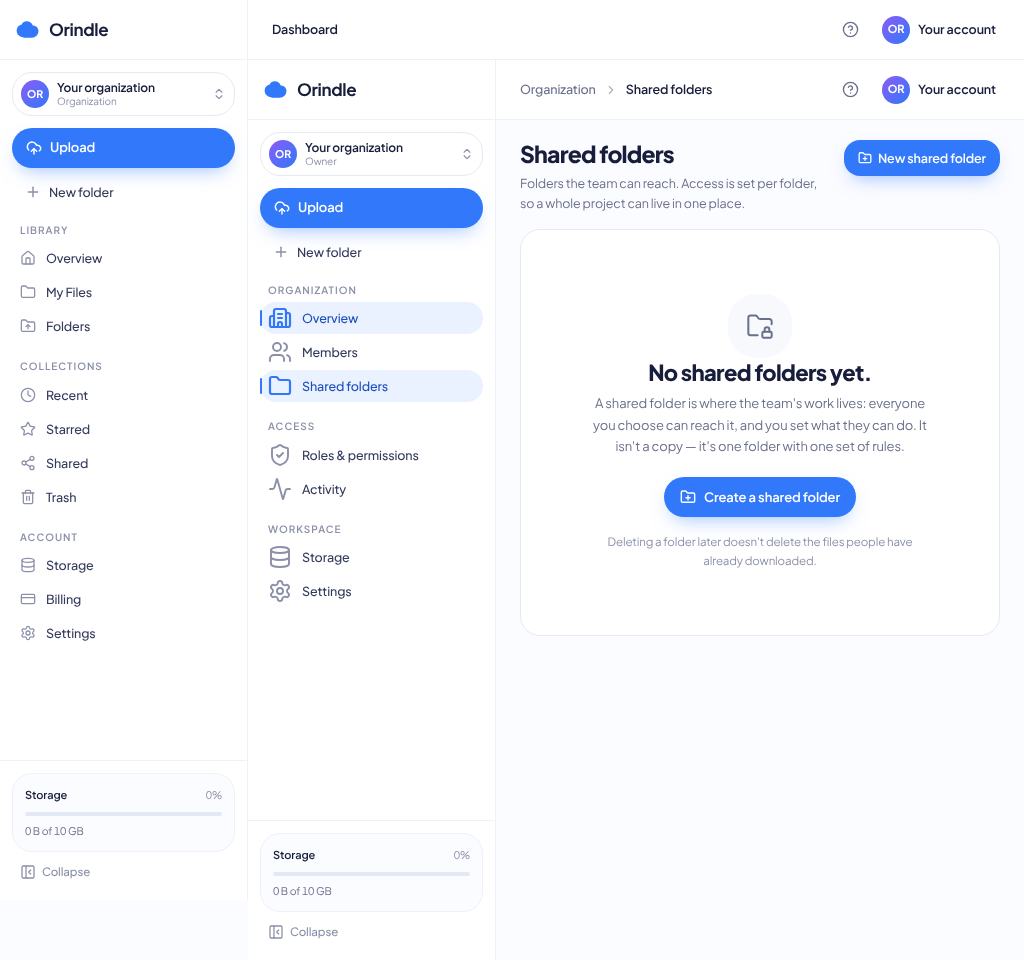 Orindle
OR
Your organization
Organization
Upload
New folder
LIBRARY
Overview
My Files
Folders
COLLECTIONS
Recent
Starred
Shared
Trash
ACCOUNT
Storage
Billing
Settings
Storage
0%
0 B of 10 GB
Collapse
Dashboard
OR
Your account
Orindle
OR
Your organization
Owner
Upload
New folder
ORGANIZATION
Overview
Members
Shared folders
ACCESS
Roles & permissions
Activity
WORKSPACE
Storage
Settings
Storage
0%
0 B of 10 GB
Collapse
Organization
Shared folders
OR
Your account
Shared folders
Folders the team can reach. Access is set per folder,
so a whole project can live in one place.
New shared folder
No shared folders yet.
A shared folder is where the team's work lives: everyone
you choose can reach it, and you set what they can do. It
isn't a copy — it's one folder with one set of rules.
Create a shared folder
Deleting a folder later doesn't delete the files people have
already downloaded.